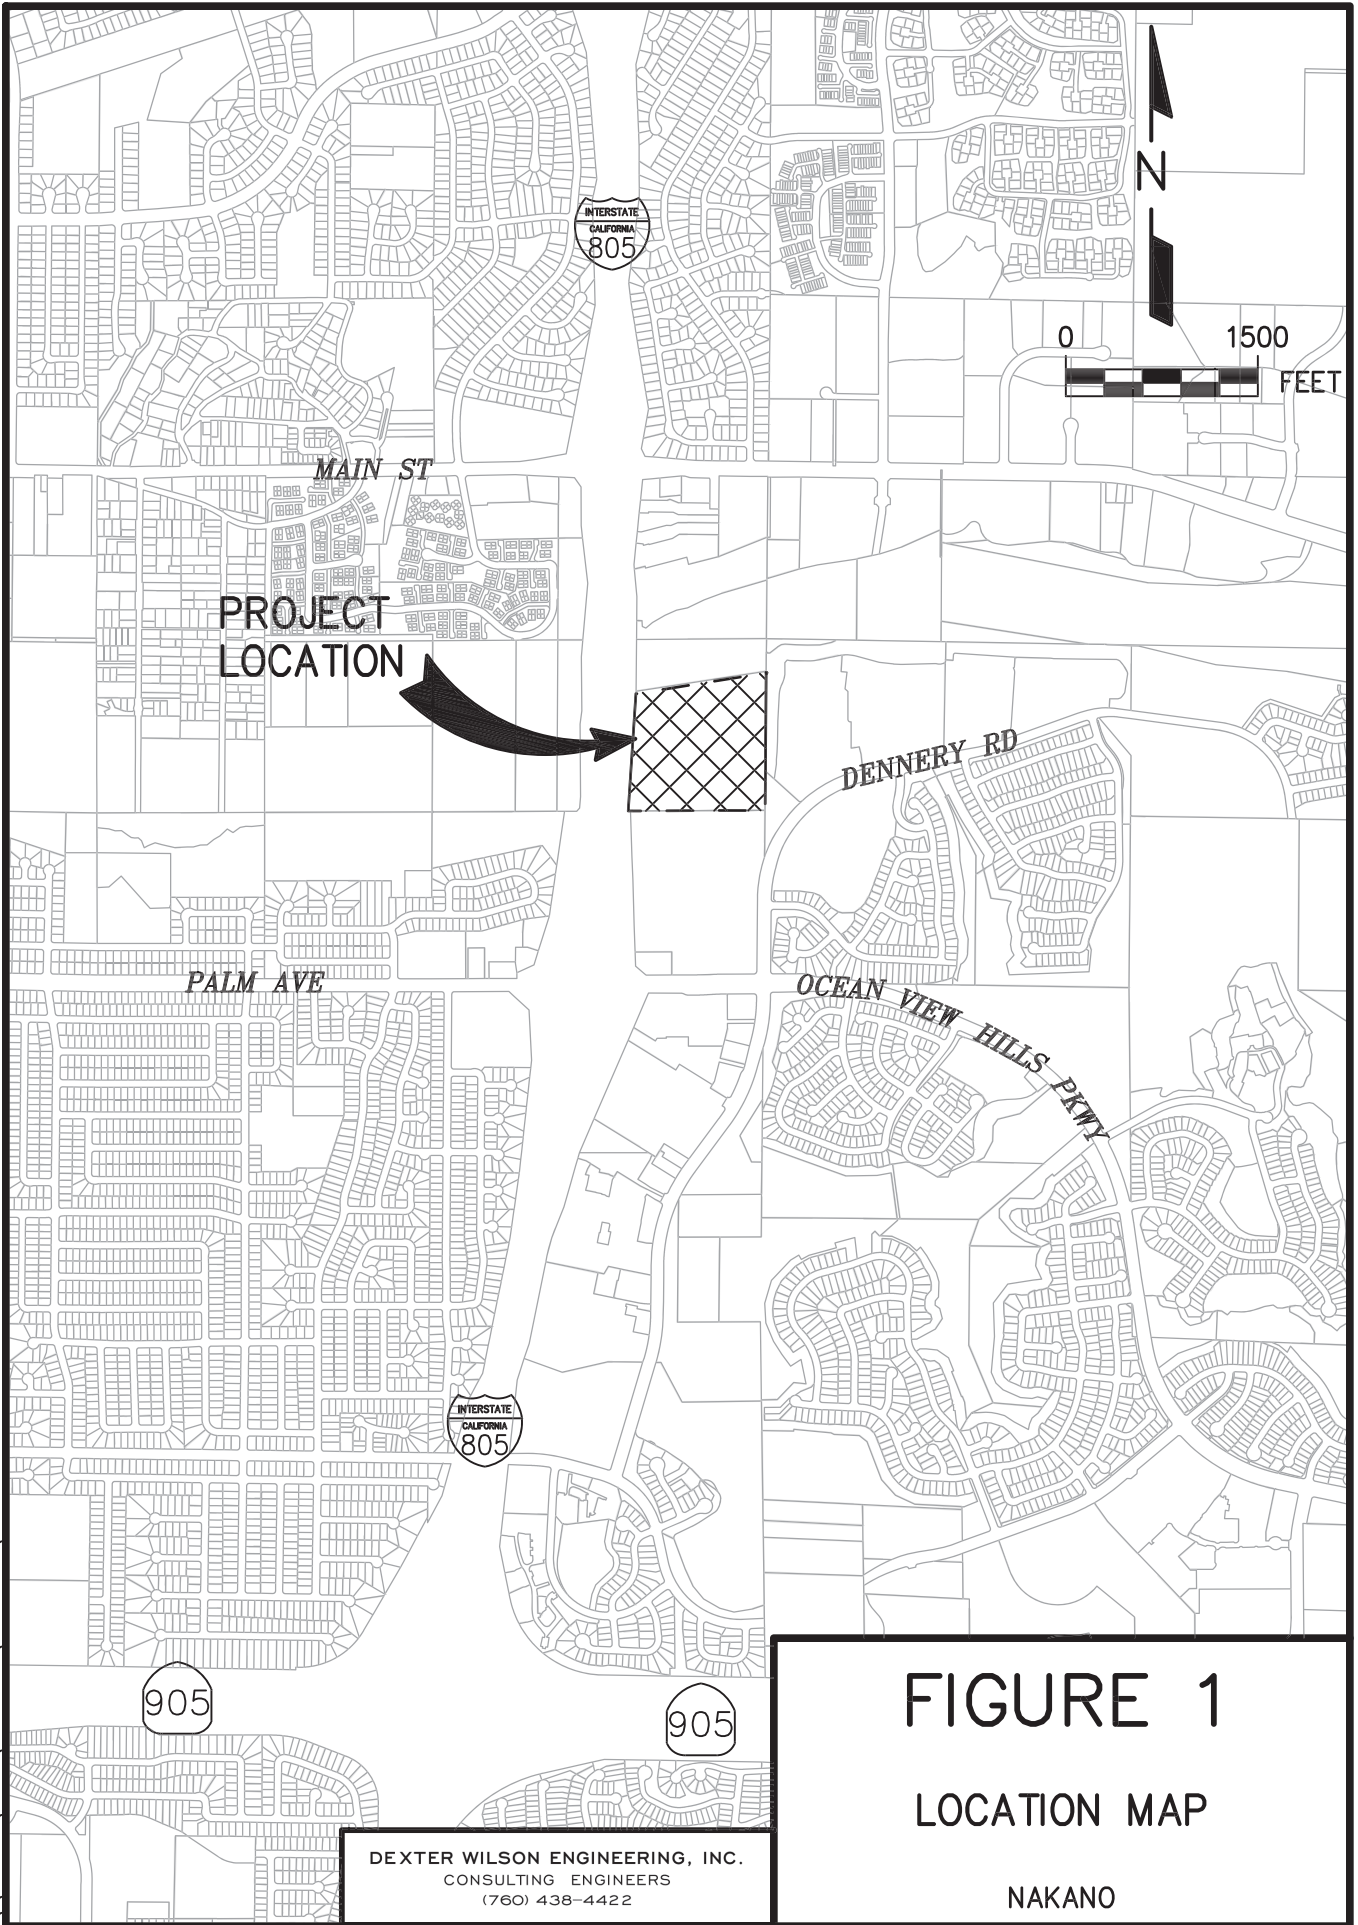 INTERSTATE
CALIFORNIA
805
N
0 1500
FEET
MAIN ST
PROJECT
LOCATION
DENNERY RD
PALM AVE
OCEAN VIEW HILLS PKWY
INTERSTATE
CALIFORNIA
805
905
905
FIGURE 1
LOCATION MAP
NAKANO
DEXTER WILSON ENGINEERING, INC.
CONSULTING ENGINEERS
(760) 438-4422